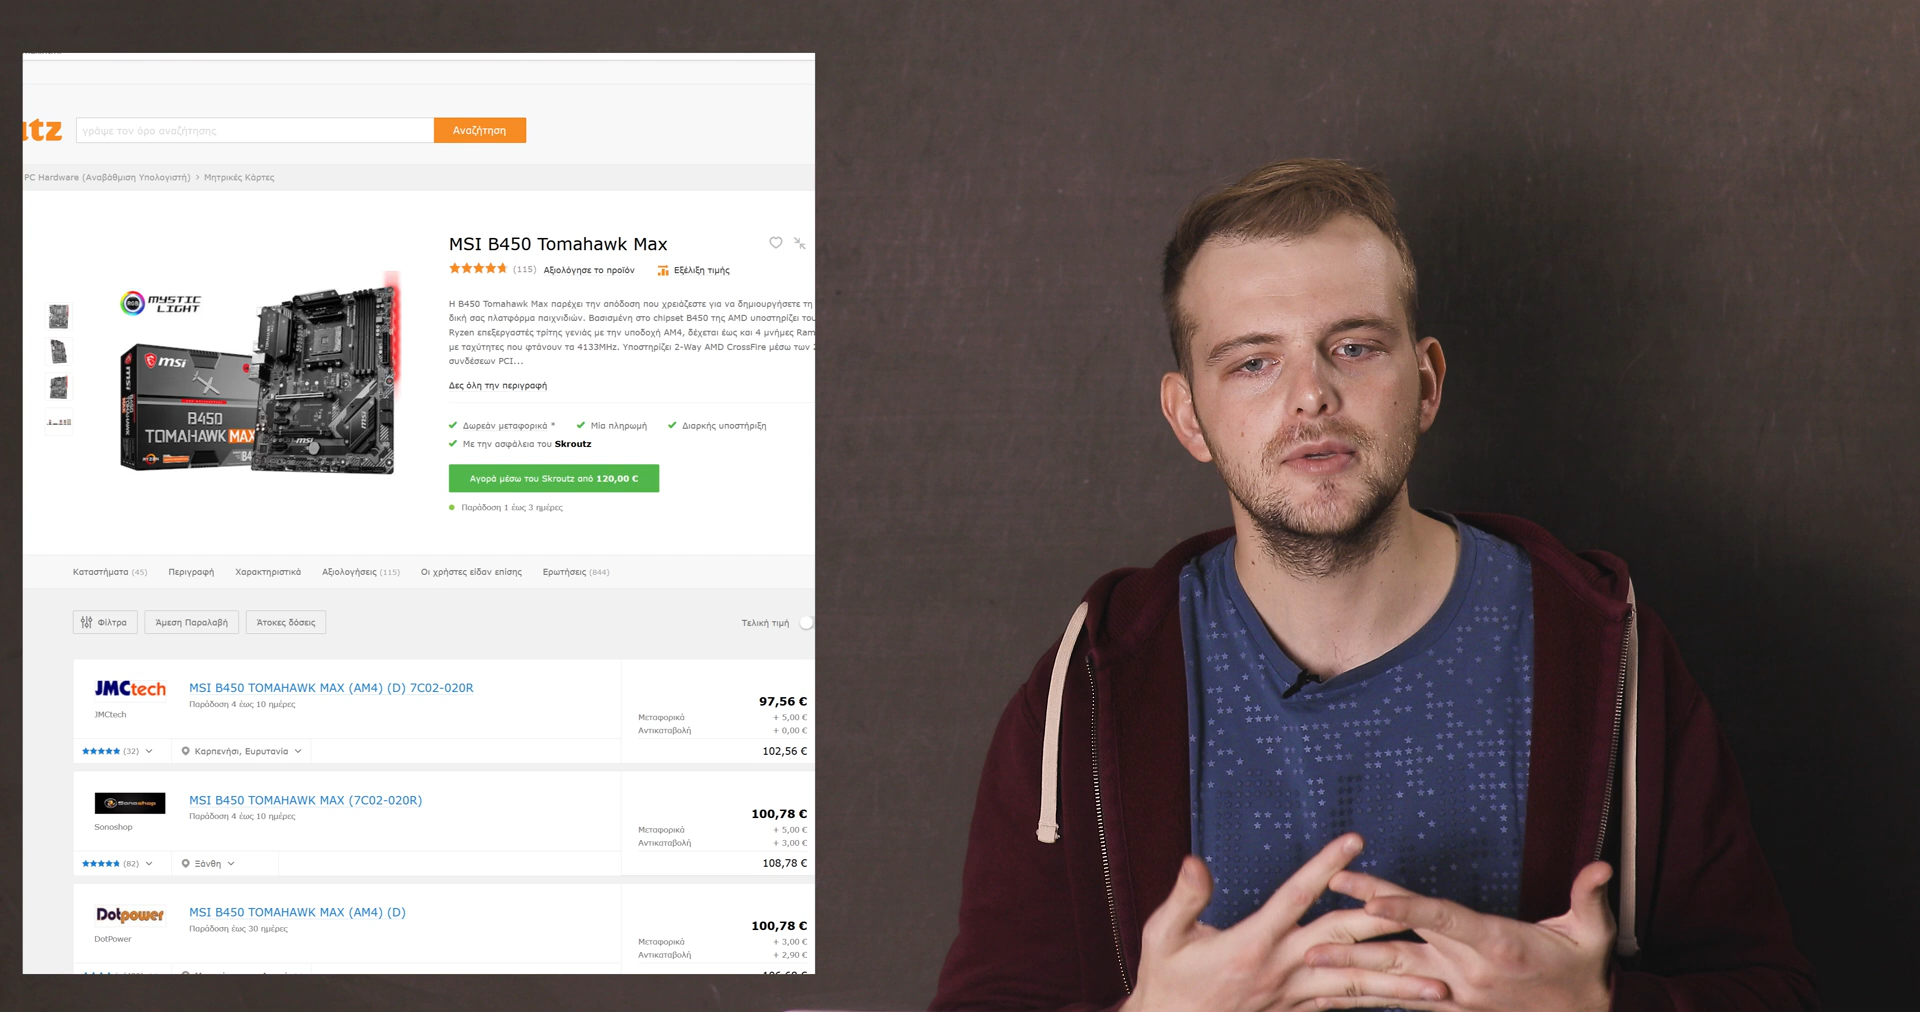 utz
γράψε τον όρο αναζήτησης
Αναζήτηση
PC Hardware (Αναβάθμιση Υπολογιστή) > Μητρικές Κάρτες
MSI B450 Tomahawk Max
(115) Αξιολόγησε το προϊόν Εξέλιξη τιμής
Η B450 Tomahawk Max παρέχει την απόδοση που χρειάζεστε για να δημιουργήσετε τη
δική σας πλατφόρμα παιχνιδιών. Βασισμένη στο chipset B450 της AMD υποστηρίζει του
Ryzen επεξεργαστές τρίτης γενιάς με την υποδοχή AM4, δέχεται έως και 4 μνήμες Ram
με ταχύτητες που φτάνουν τα 4133MHz. Υποστηρίζει 2-Way AMD CrossFire μέσω των
συνδέσεων PCI...
Δες όλη την περιγραφή
Δωρεάν μεταφορικά * Μία πληρωμή Διαρκής υποστήριξη
Με την ασφάλεια του Skroutz
Αγορά μέσω του Skroutz από 120,00 €
Παράδοση 1 έως 3 ημέρες
RGB MYSTIC
LIGHT
msi
B450
TOMAHAWK MAX
RYZEN
B4
msi
Καταστήματα (45) Περιγραφή Χαρακτηριστικά Αξιολογήσεις (115) Οι χρήστες είδαν επίσης Ερωτήσεις (844)
Φίλτρα Άμεση Παραλαβή Άτοκες δόσεις Τελική τιμή
JMCtech
MSI B450 TOMAHAWK MAX (AM4) (D) 7C02-020R
Παράδοση 4 έως 10 ημέρες
JMCtech
97,56 €
Μεταφορικά + 5,00 €
Αντικαταβολή + 0,00 €
(32) Καρπενήσι, Ευρυτανία 102,56 €
Sonoshop
MSI B450 TOMAHAWK MAX (7C02-020R)
Παράδοση 4 έως 10 ημέρες
Sonoshop
100,78 €
Μεταφορικά + 5,00 €
Αντικαταβολή + 3,00 €
(82) Ξάνθη 108,78 €
Dotpower
MSI B450 TOMAHAWK MAX (AM4) (D)
Παράδοση έως 30 ημέρες
DotPower
100,78 €
Μεταφορικά + 3,00 €
Αντικαταβολή + 2,90 €
106,68 €